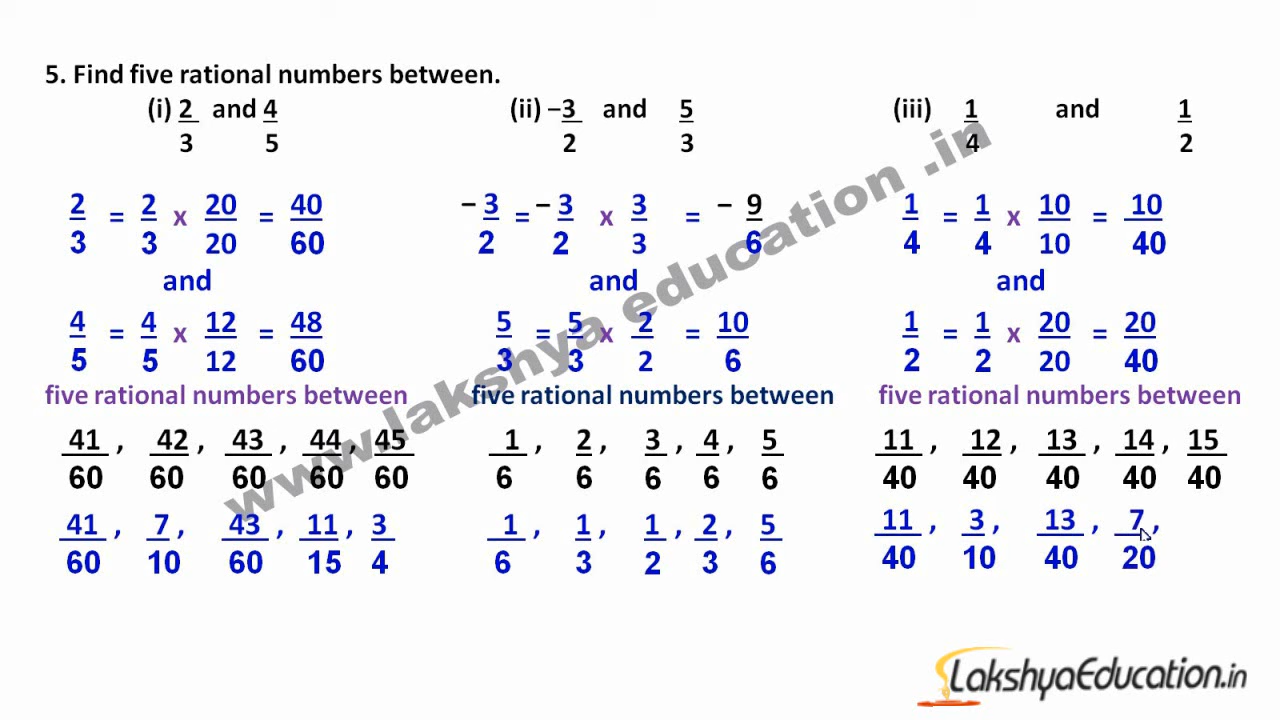 5. Find five rational numbers between.
(i) 2 and 4 (ii) –3 and 5 (iii) 1 and 1
3 5 2 3 4 2
2 = 2 x 20 = 40 – 3 = – 3 x 3 = – 9 1 = 1 x 10 = 10
3 3 20 60 2 2 3 6 4 4 10 40
and and and
4 = 4 x 12 = 48 5 = 5 x 2 = 10 1 = 1 x 20 = 20
5 5 12 60 3 3 2 6 2 2 20 40
five rational numbers between five rational numbers between five rational numbers between
41 , 42 , 43 , 44 , 45 1 , 2 , 3 , 4 , 5 11 , 12 , 13 , 14 , 15
60 60 60 60 60 6 6 6 6 6 40 40 40 40 40
41 , 7 , 43 , 11 , 3 1 , 1 , 1 , 2 , 5 11 , 3 , 13 , 7 ,
60 10 60 15 4 6 3 2 3 6 40 10 40 20
www.lakshya education .in
LakshyaEducation.in